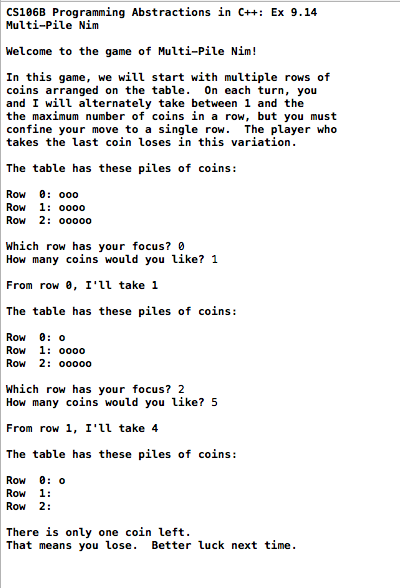 CS106B Programming Abstractions in C++: Ex 9.14
Multi-Pile Nim
Welcome to the game of Multi-Pile Nim!
In this game, we will start with multiple rows of
coins arranged on the table.  On each turn, you
and I will alternately take between 1 and the
the maximum number of coins in a row, but you must
confine your move to a single row.  The player who
takes the last coin loses in this variation.
The table has these piles of coins:
Row  0: ooo
Row  1: oooo
Row  2: ooooo
Which row has your focus? 0
How many coins would you like? 1
From row 0, I'll take 1
The table has these piles of coins:
Row  0: o
Row  1: oooo
Row  2: ooooo
Which row has your focus? 2
How many coins would you like? 5
From row 1, I'll take 4
The table has these piles of coins:
Row  0: o
Row  1:
Row  2:
There is only one coin left.
That means you lose.  Better luck next time.